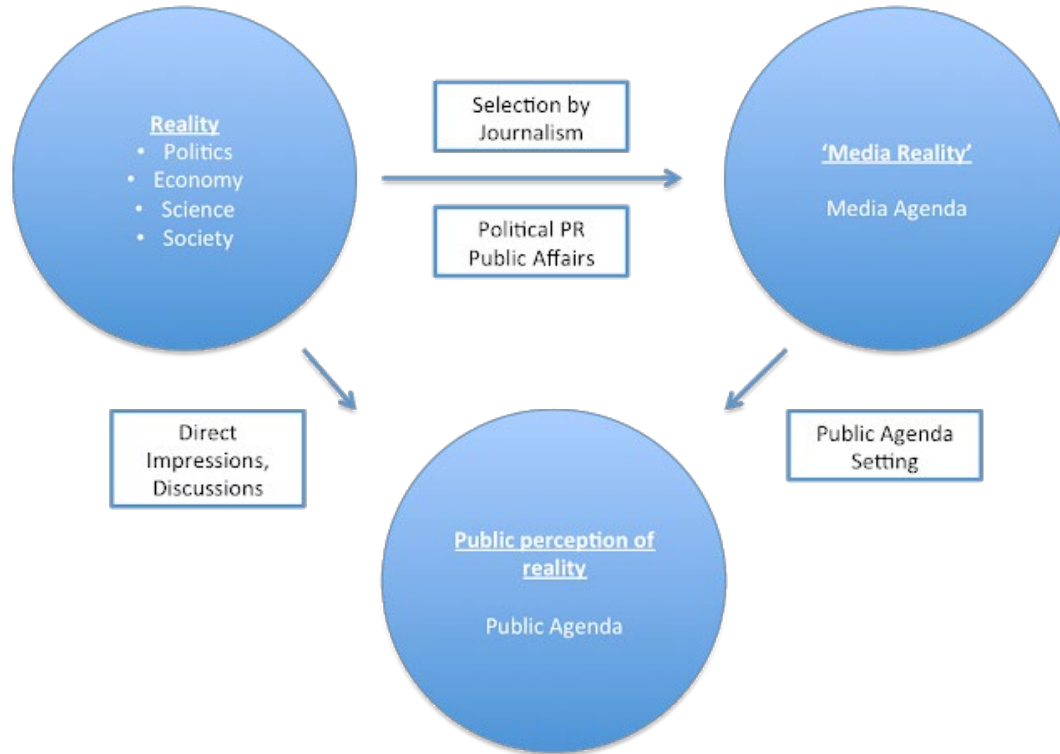 Reality
• Politics
• Economy
• Science
• Society
Selection by
Journalism
Political PR
Public Affairs
'Media Reality'
Media Agenda
Direct
Impressions,
Discussions
Public Agenda
Setting
Public perception of
reality
Public Agenda